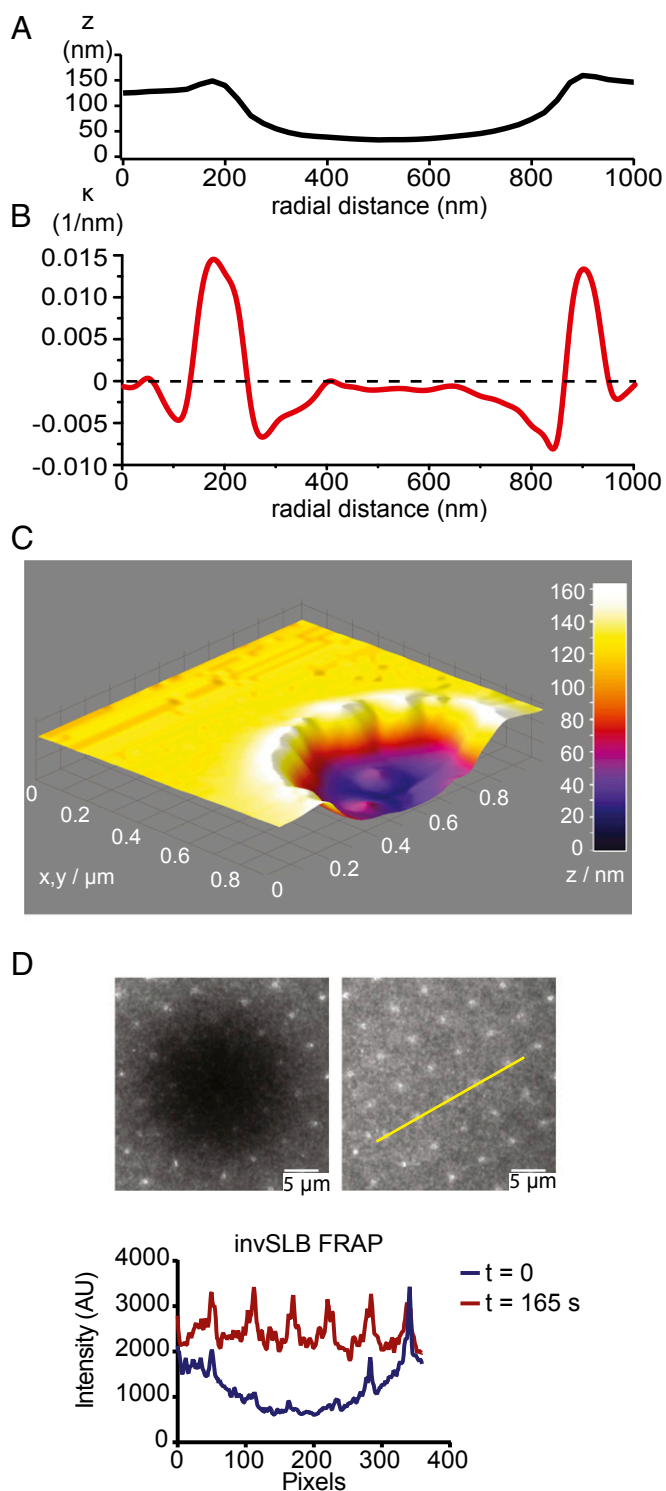 A
z
(nm)
150
100
50
0
0 200 400 600 800 1000
radial distance (nm)
B
κ
(1/nm)
0.015
0.010
0.005
0
-0.005
-0.010
0 200 400 600 800 1000
radial distance (nm)
C
160
140
120
100
80
60
40
20
0
z / nm
0
0.2
0.4
0.6
0.8
x,y / µm
0
0.2
0.4
0.6
0.8
D
5 µm
5 µm
invSLB FRAP
4000
3000
2000
1000
0
Intensity (AU)
t = 0
t = 165 s
0 100 200 300 400
Pixels